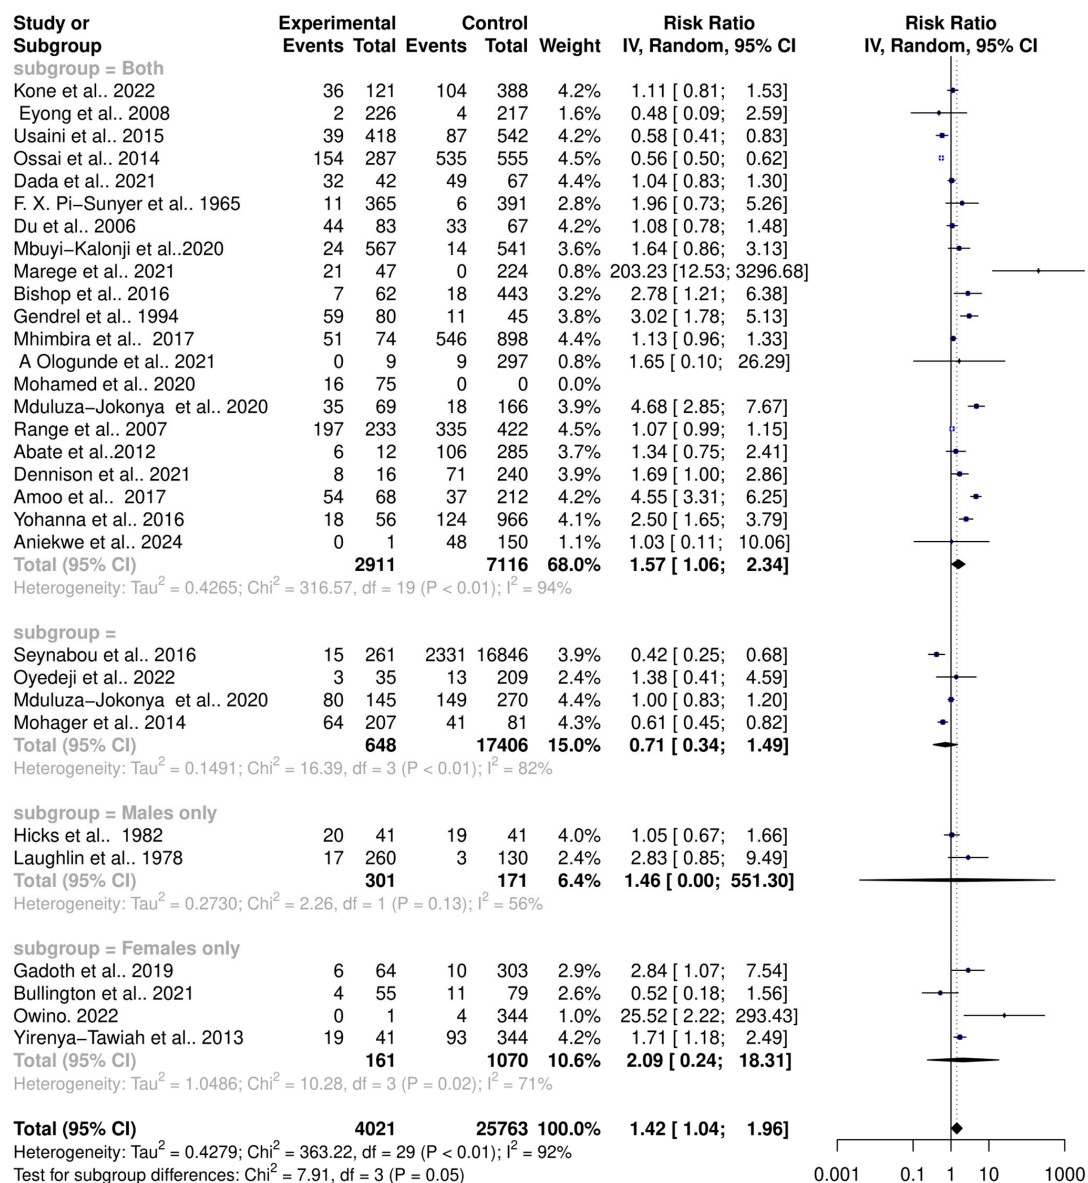 Study or Experimental Control Risk Ratio Risk Ratio
Subgroup Events Total Events Total Weight IV, Random, 95% CI IV, Random, 95% CI
subgroup = Both
Kone et al.. 2022 36 121 104 388 4.2% 1.11 [ 0.81; 1.53]
Eyong et al.. 2008 2 226 4 217 1.6% 0.48 [ 0.09; 2.59]
Usaini et al.. 2015 39 418 87 542 4.2% 0.58 [ 0.41; 0.83]
Ossai et al.. 2014 154 287 535 555 4.5% 0.56 [ 0.50; 0.62]
Dada et al.. 2021 32 42 49 67 4.4% 1.04 [ 0.83; 1.30]
F. X. Pi−Sunyer et al.. 1965 11 365 6 391 2.8% 1.96 [ 0.73; 5.26]
Du et al.. 2006 44 83 33 67 4.2% 1.08 [ 0.78; 1.48]
Mbuyi−Kalonji et al..2020 24 567 14 541 3.6% 1.64 [ 0.86; 3.13]
Marege et al.. 2021 21 47 0 224 0.8% 203.23 [12.53; 3296.68]
Bishop et al.. 2016 7 62 18 443 3.2% 2.78 [ 1.21; 6.38]
Gendrel et al.. 1994 59 80 11 45 3.8% 3.02 [ 1.78; 5.13]
Mhimbira et al.. 2017 51 74 546 898 4.4% 1.13 [ 0.96; 1.33]
A Ologunde et al.. 2021 0 9 9 297 0.8% 1.65 [ 0.10; 26.29]
Mohamed et al.. 2020 16 75 0 0 0.0%
Mduluza−Jokonya et al.. 2020 35 69 18 166 3.9% 4.68 [ 2.85; 7.67]
Range et al.. 2007 197 233 335 422 4.5% 1.07 [ 0.99; 1.15]
Abate et al..2012 6 12 106 285 3.7% 1.34 [ 0.75; 2.41]
Dennison et al.. 2021 8 16 71 240 3.9% 1.69 [ 1.00; 2.86]
Amoo et al.. 2017 54 68 37 212 4.2% 4.55 [ 3.31; 6.25]
Yohanna et al.. 2016 18 56 124 966 4.1% 2.50 [ 1.65; 3.79]
Aniekwe et al.. 2024 0 1 48 150 1.1% 1.03 [ 0.11; 10.06]
Total (95% CI) 2911 7116 68.0% 1.57 [ 1.06; 2.34]
Heterogeneity: Tau² = 0.4265; Chi² = 316.57, df = 19 (P < 0.01); I² = 94%
subgroup =
Seynabou et al.. 2016 15 261 2331 16846 3.9% 0.42 [ 0.25; 0.68]
Oyedeji et al.. 2022 3 35 13 209 2.4% 1.38 [ 0.41; 4.59]
Mduluza−Jokonya et al.. 2020 80 145 149 270 4.4% 1.00 [ 0.83; 1.20]
Mohager et al.. 2014 64 207 41 81 4.3% 0.61 [ 0.45; 0.82]
Total (95% CI) 648 17406 15.0% 0.71 [ 0.34; 1.49]
Heterogeneity: Tau² = 0.1491; Chi² = 16.39, df = 3 (P < 0.01); I² = 82%
subgroup = Males only
Hicks et al.. 1982 20 41 19 41 4.0% 1.05 [ 0.67; 1.66]
Laughlin et al.. 1978 17 260 3 130 2.4% 2.83 [ 0.85; 9.49]
Total (95% CI) 301 171 6.4% 1.46 [ 0.00; 551.30]
Heterogeneity: Tau² = 0.2730; Chi² = 2.26, df = 1 (P = 0.13); I² = 56%
subgroup = Females only
Gadoth et al.. 2019 6 64 10 303 2.9% 2.84 [ 1.07; 7.54]
Bullington et al.. 2021 4 55 11 79 2.6% 0.52 [ 0.18; 1.56]
Owino. 2022 0 1 4 344 1.0% 25.52 [ 2.22; 293.43]
Yirenya−Tawiah et al.. 2013 19 41 93 344 4.2% 1.71 [ 1.18; 2.49]
Total (95% CI) 161 1070 10.6% 2.09 [ 0.24; 18.31]
Heterogeneity: Tau² = 1.0486; Chi² = 10.28, df = 3 (P = 0.02); I² = 71%
Total (95% CI) 4021 25763 100.0% 1.42 [ 1.04; 1.96]
Heterogeneity: Tau² = 0.4279; Chi² = 363.22, df = 29 (P < 0.01); I² = 92%
Test for subgroup differences: Chi² = 7.91, df = 3 (P = 0.05) 0.001 0.1 1 10 1000